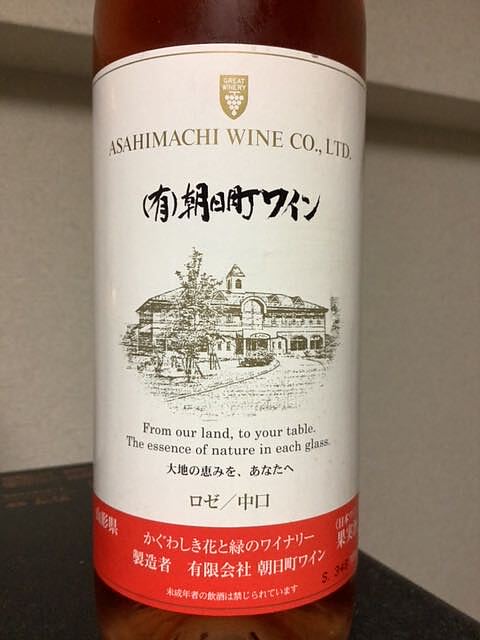 GREAT
WINERY
ASAHIMACHI WINE CO., LTD.
(有)朝日町ワイン
From our land, to your table.
The essence of nature in each glass.
大地の恵みを、あなたへ
ロゼ／中口
山形県
かぐわしき花と緑のワイナリー
製造者 有限会社 朝日町ワイン
未成年者の飲酒は禁じられています
果実